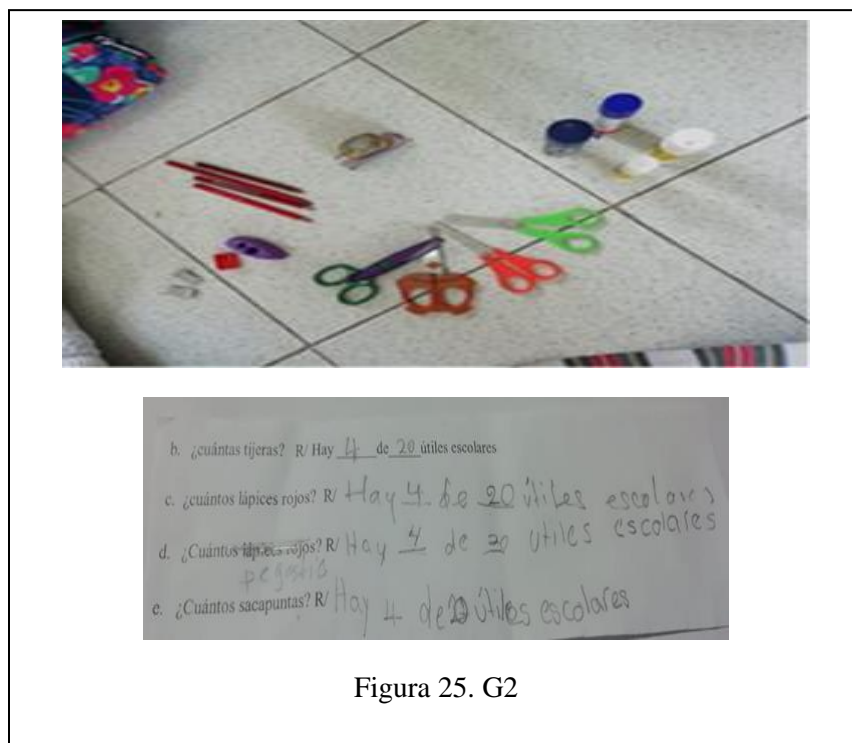 b. ¿cuántas tijeras? R/ Hay 4 de 20 útiles escolares
c. ¿cuántos lápices rojos? R/ Hay 4 de 20 útiles escolares
d. ¿Cuántos lápices rojos? R/ Hay 4 de 20 utiles escolares
pegastic
e. ¿Cuántos sacapuntas? R/ Hay 4 de 20 útiles escolares
Figura 25. G2